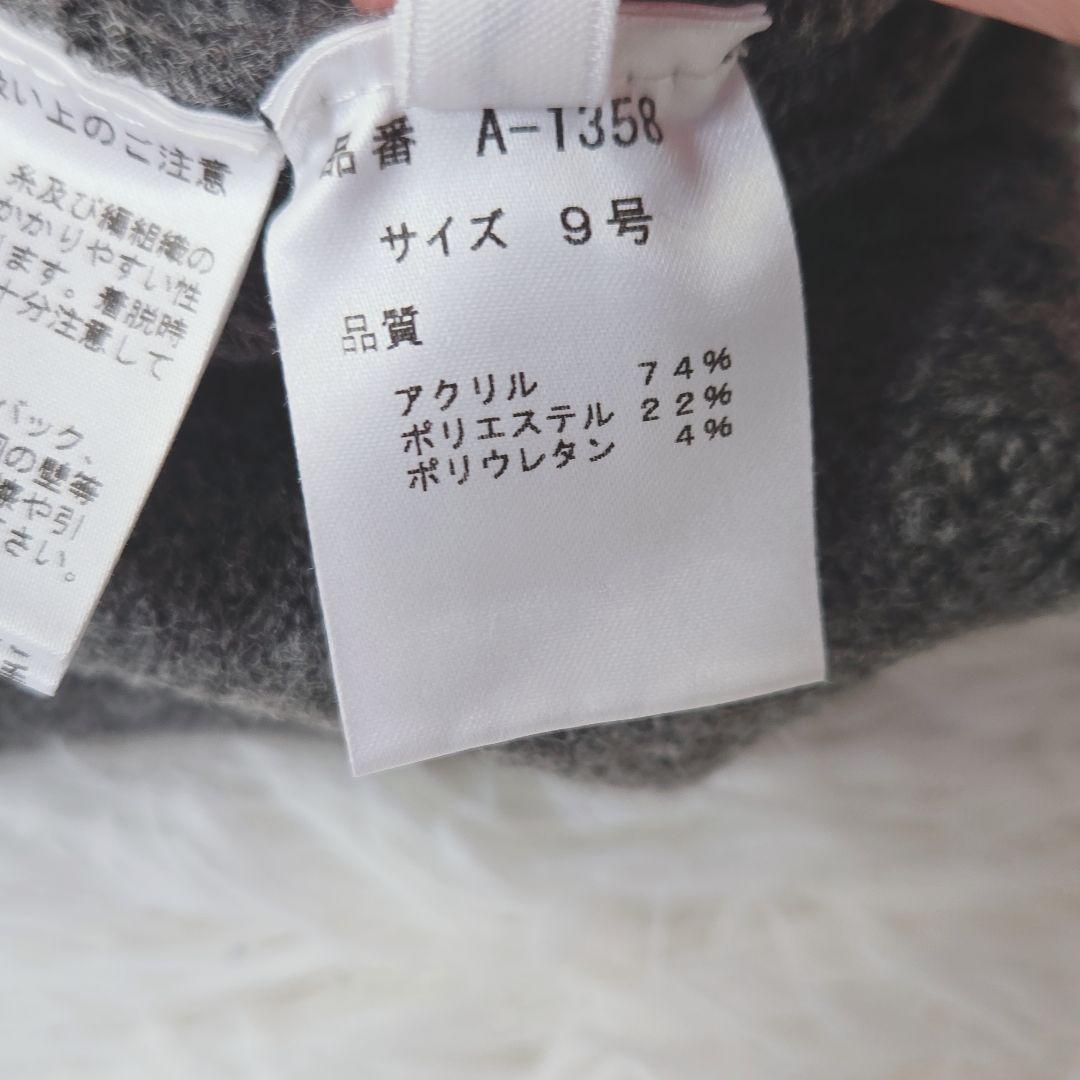 い上のご注意
糸及び編組織の
かかりやすい性
ます。着脱時
十分注意して
バック、
の壁等
や引
さい。
品番 A-1358
サイズ 9号
品質
アクリル 74%
ポリエステル 22%
ポリウレタン 4%